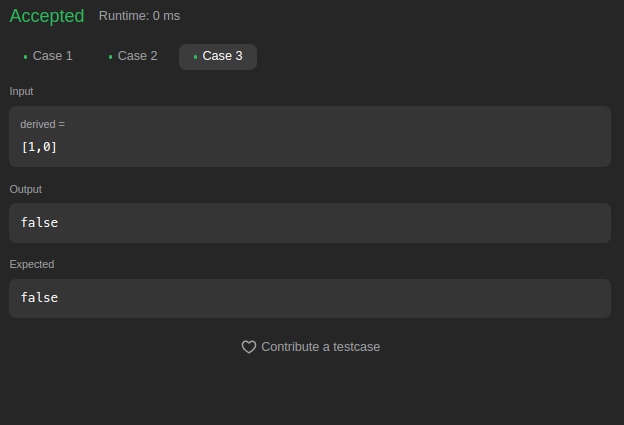 Accepted Runtime: 0 ms
Case 1 Case 2 Case 3
Input
derived =
[1,0]
Output
false
Expected
false
Contribute a testcase